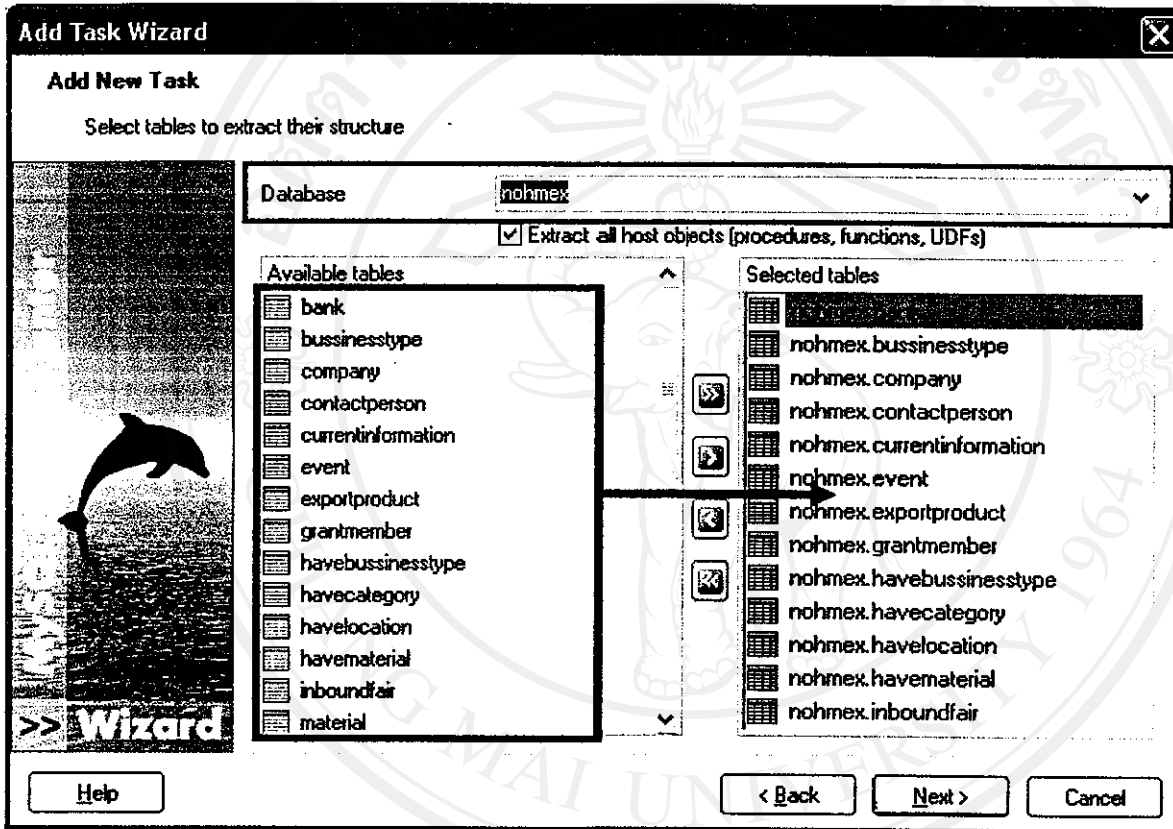 Add Task Wizard
Add New Task
Select tables to extract their structure
Database
nohmex
Extract all host objects (procedures, functions, UDFs)
Available tables
bank
bussinesstype
company
contactperson
currentinformation
event
exportproduct
grantmember
havebussinesstype
havecategory
havelocation
havematerial
inboundfair
material
Selected tables
nohmex.bussinesstype
nohmex.company
nohmex.contactperson
nohmex.currentinformation
nohmex.event
nohmex.exportproduct
nohmex.grantmember
nohmex.havebussinesstype
nohmex.havecategory
nohmex.havelocation
nohmex.havematerial
nohmex.inboundfair
>> Wizard
Help
< Back
Next >
Cancel
MAI UNIVERSITY 1964